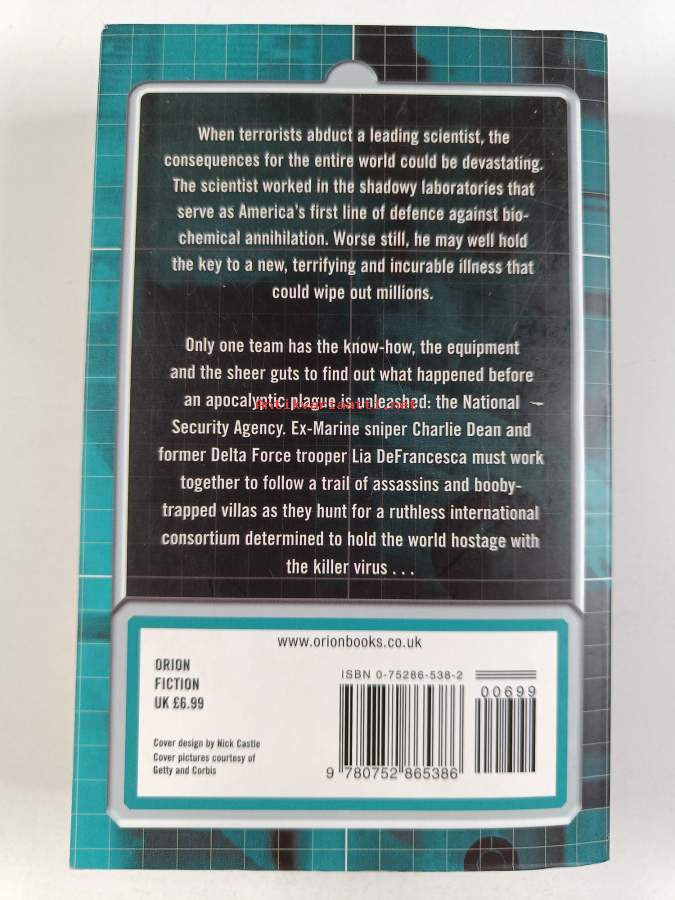 When terrorists abduct a leading scientist, the
consequences for the entire world could be devastating.
The scientist worked in the shadowy laboratories that
serve as America's first line of defence against bio-
chemical annihilation. Worse still, he may well hold
the key to a new, terrifying and incurable illness that
could wipe out millions.
Only one team has the know-how, the equipment
and the sheer guts to find out what happened before
an apocalyptic plague is unleashed: the National
Antikvariaatti.net
Security Agency. Ex-Marine sniper Charlie Dean and
former Delta Force trooper Lia DeFrancesca must work
together to follow a trail of assassins and booby-
trapped villas as they hunt for a ruthless international
consortium determined to hold the world hostage with
the killer virus . . .
www.orionbooks.co.uk
ORION
FICTION
UK £6.99
Cover design by Nick Castle
Cover pictures courtesy of
Getty and Corbis
ISBN 0-75286-538-2
00699
9 780752 865386